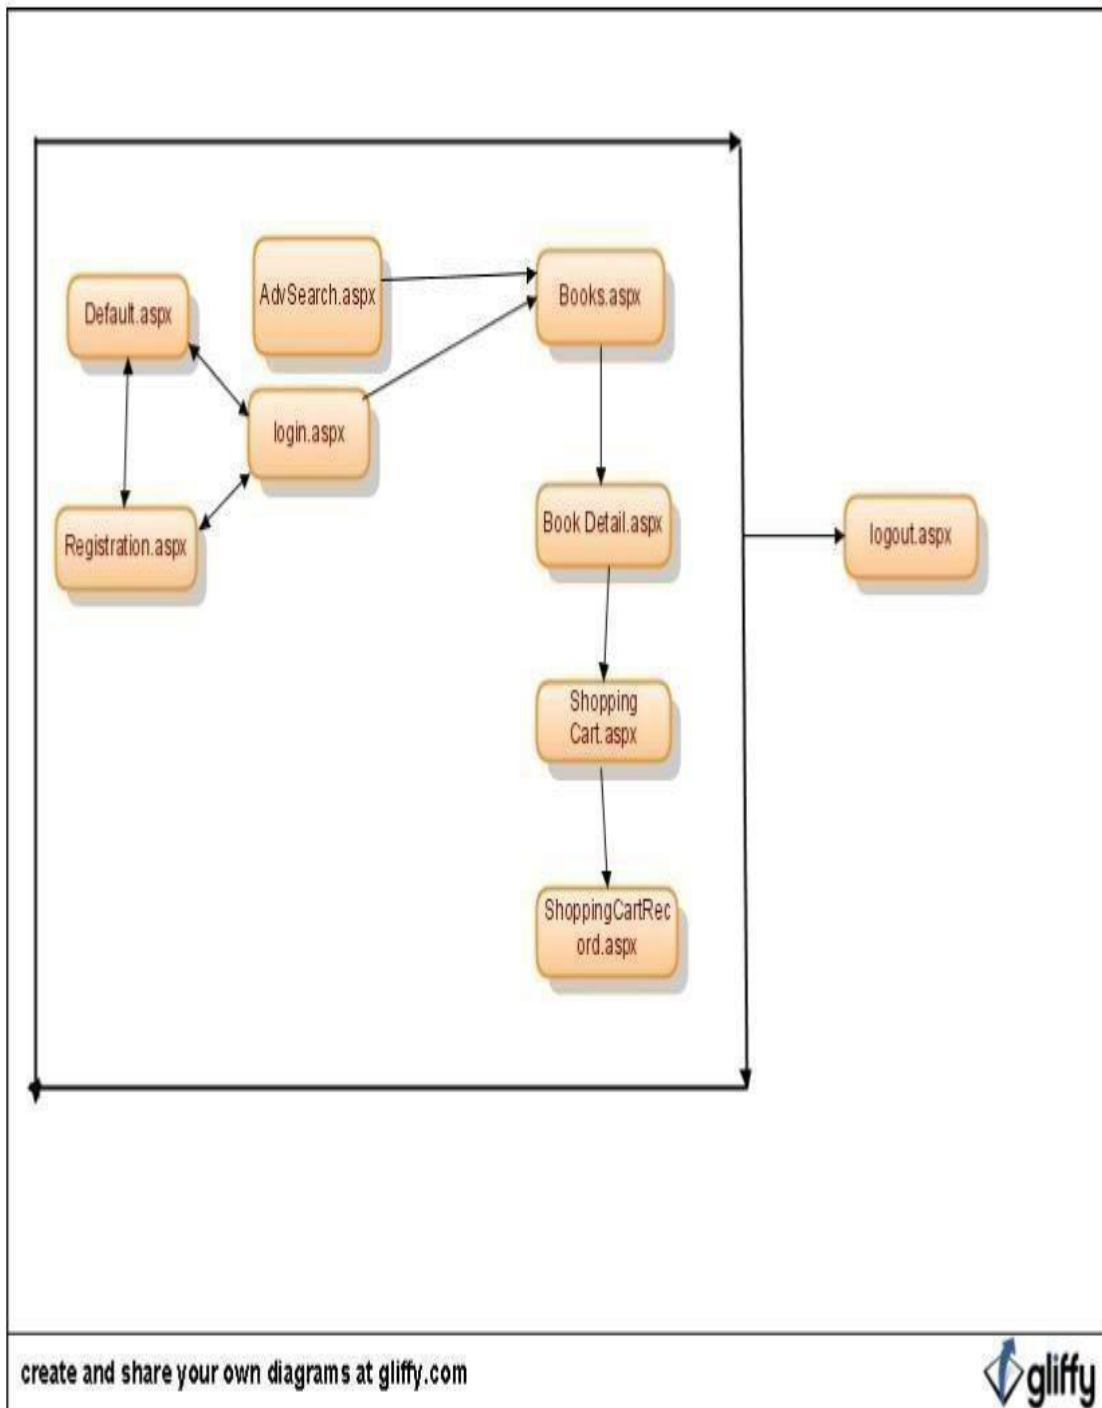 Default.aspx
AdvSearch.aspx
Books.aspx
login.aspx
Registration.aspx
Book Detail.aspx
logout.aspx
Shopping
Cart.aspx
ShoppingCartRec
ord.aspx
create and share your own diagrams at gliffy.com
gliffy